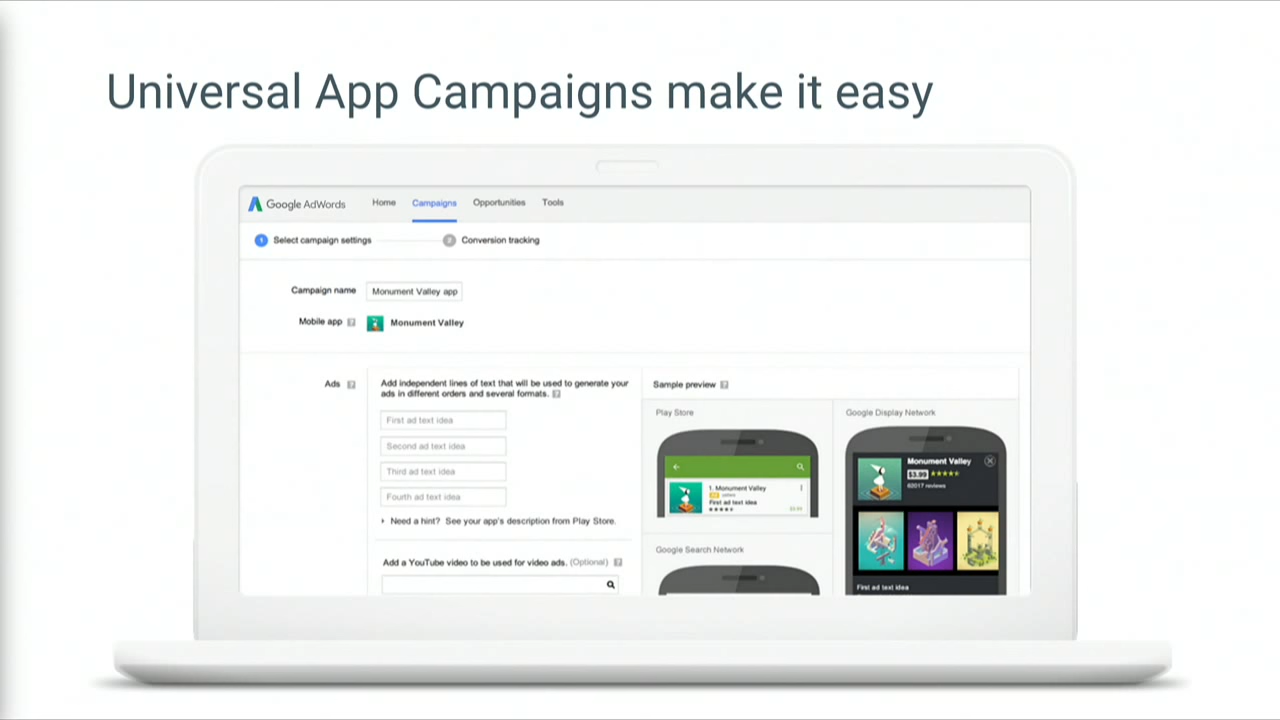 Universal App Campaigns make it easy
Google AdWords
Home
Campaigns
Opportunities
Tools
1 Select campaign settings
2 Conversion tracking
Campaign name
Monument Valley app
Mobile app ?
Monument Valley
Ads ?
Add independent lines of text that will be used to generate your
ads in different orders and several formats. ?
First ad text idea
Second ad text idea
Third ad text idea
Fourth ad text idea
Need a hint? See your app's description from Play Store.
Add a YouTube video to be used for video ads. (Optional) ?
Sample preview ?
Play Store
1. Monument Valley
First ad text idea
$3.99
Google Search Network
Google Display Network
Monument Valley
$3.99
62017 reviews
First ad text idea